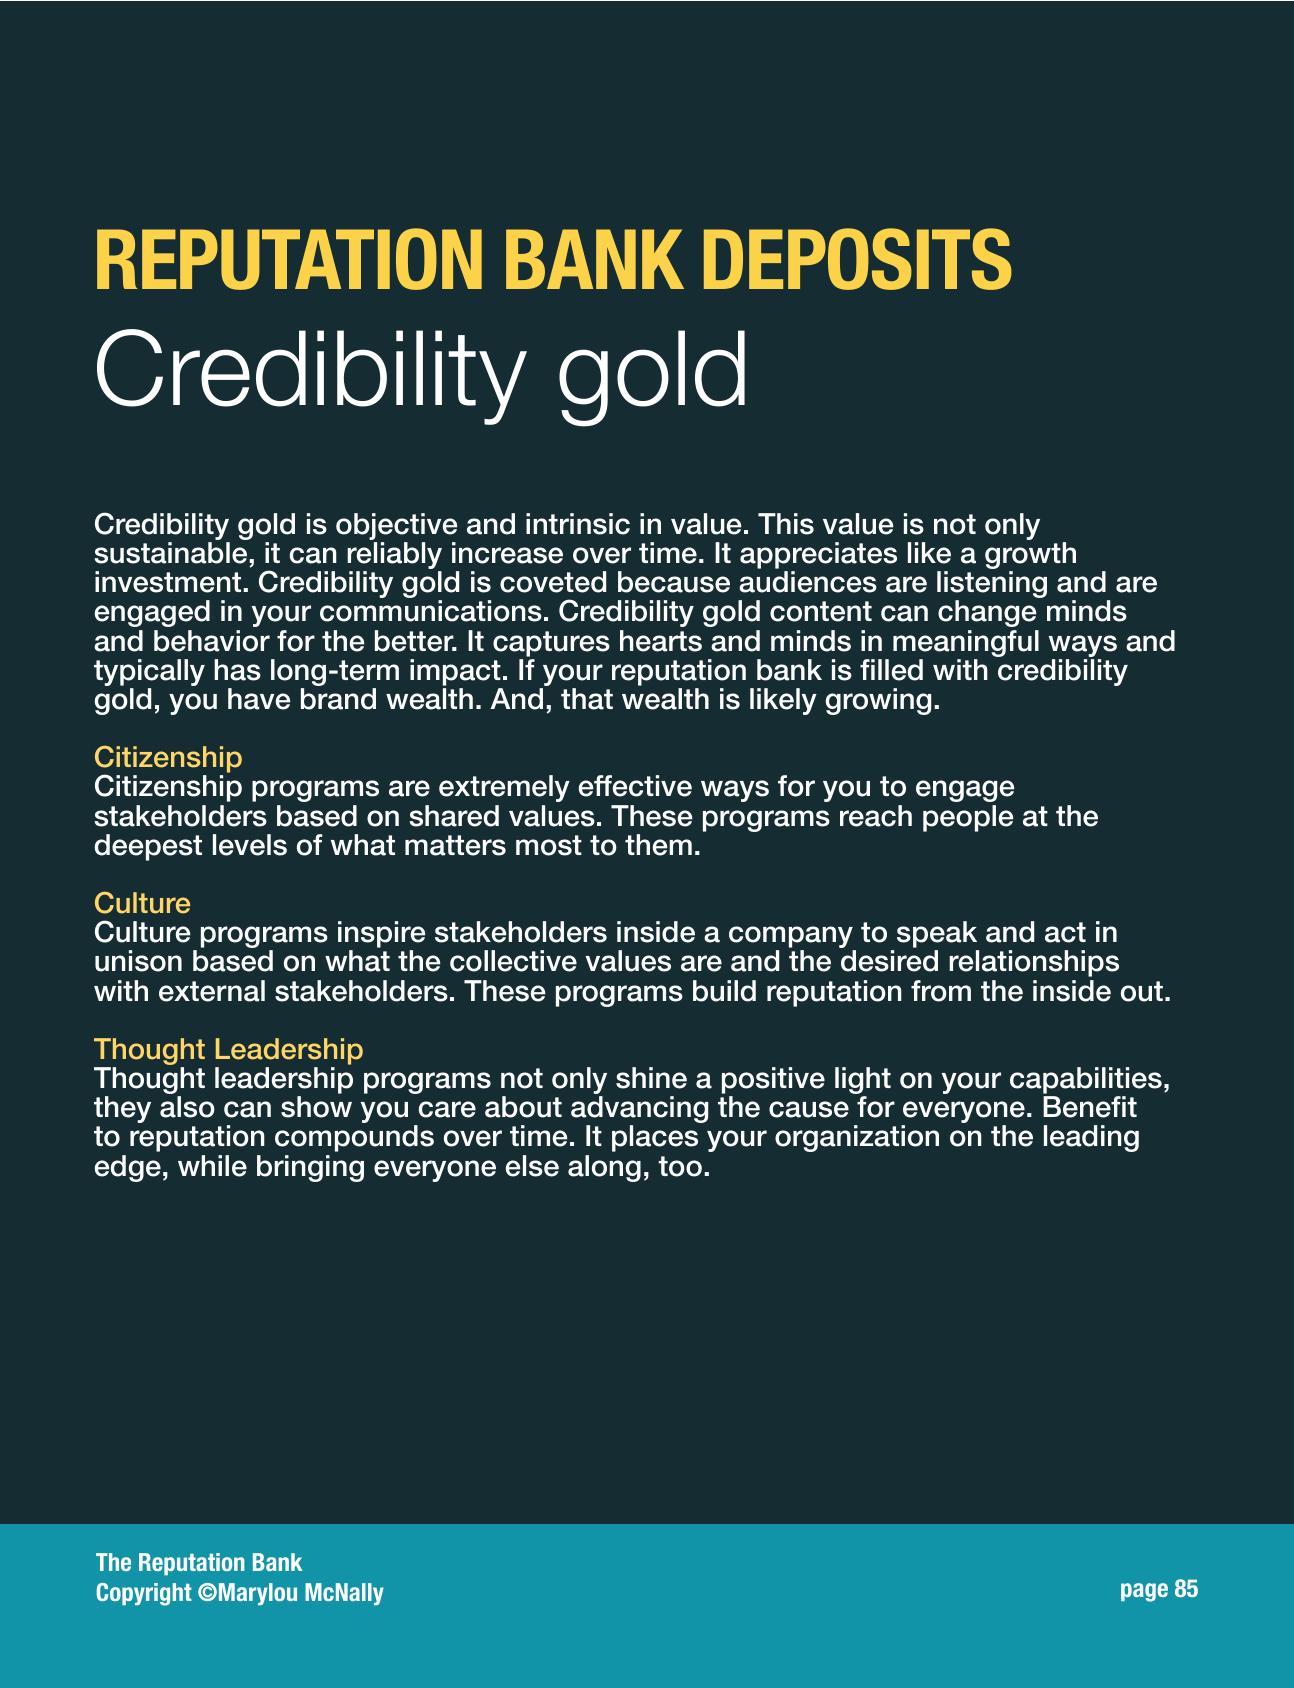 REPUTATION BANK DEPOSITS
Credibility gold
Credibility gold is objective and intrinsic in value. This value is not only
sustainable, it can reliably increase over time. It appreciates like a growth
investment. Credibility gold is coveted because audiences are listening and are
engaged in your communications. Credibility gold content can change minds
and behavior for the better. It captures hearts and minds in meaningful ways and
typically has long-term impact. If your reputation bank is filled with credibility
gold, you have brand wealth. And, that wealth is likely growing.
Citizenship
Citizenship programs are extremely effective ways for you to engage
stakeholders based on shared values. These programs reach people at the
deepest levels of what matters most to them.
Culture
Culture programs inspire stakeholders inside a company to speak and act in
unison based on what the collective values are and the desired relationships
with external stakeholders. These programs build reputation from the inside out.
Thought Leadership
Thought leadership programs not only shine a positive light on your capabilities,
they also can show you care about advancing the cause for everyone. Benefit
to reputation compounds over time. It places your organization on the leading
edge, while bringing everyone else along, too.
The Reputation Bank
Copyright ©Marylou McNally
page 85